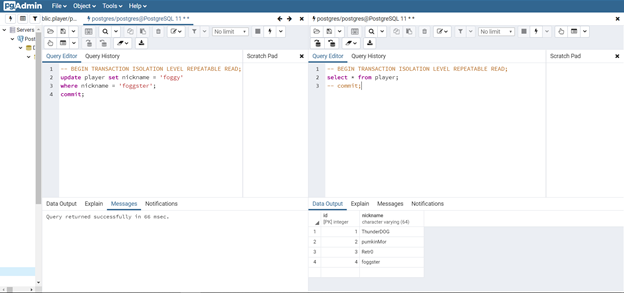 pgAdmin File Object Tools Help
Servers
blic.player/p...
postgres/postgres@PostgreSQL 11 **
postgres/postgres@PostgreSQL 11 **
No limit
No limit
Query Editor Query History Scratch Pad
1 -- BEGIN TRANSACTION ISOLATION LEVEL REPEATABLE READ;
2 update player set nickname = 'foggy'
3 where nickname = 'foggster';
4 commit;
Query Editor Query History Scratch Pad
1 -- BEGIN TRANSACTION ISOLATION LEVEL REPEATABLE READ;
2 select * from player;
3 -- commit;
Data Output Explain Messages Notifications
Query returned successfully in 66 msec.
Data Output Explain Messages Notifications
id nickname
[PK] integer character varying (64)
1 1 ThunderDOG
2 2 pumkinMor
3 3 Retr0
4 4 foggster